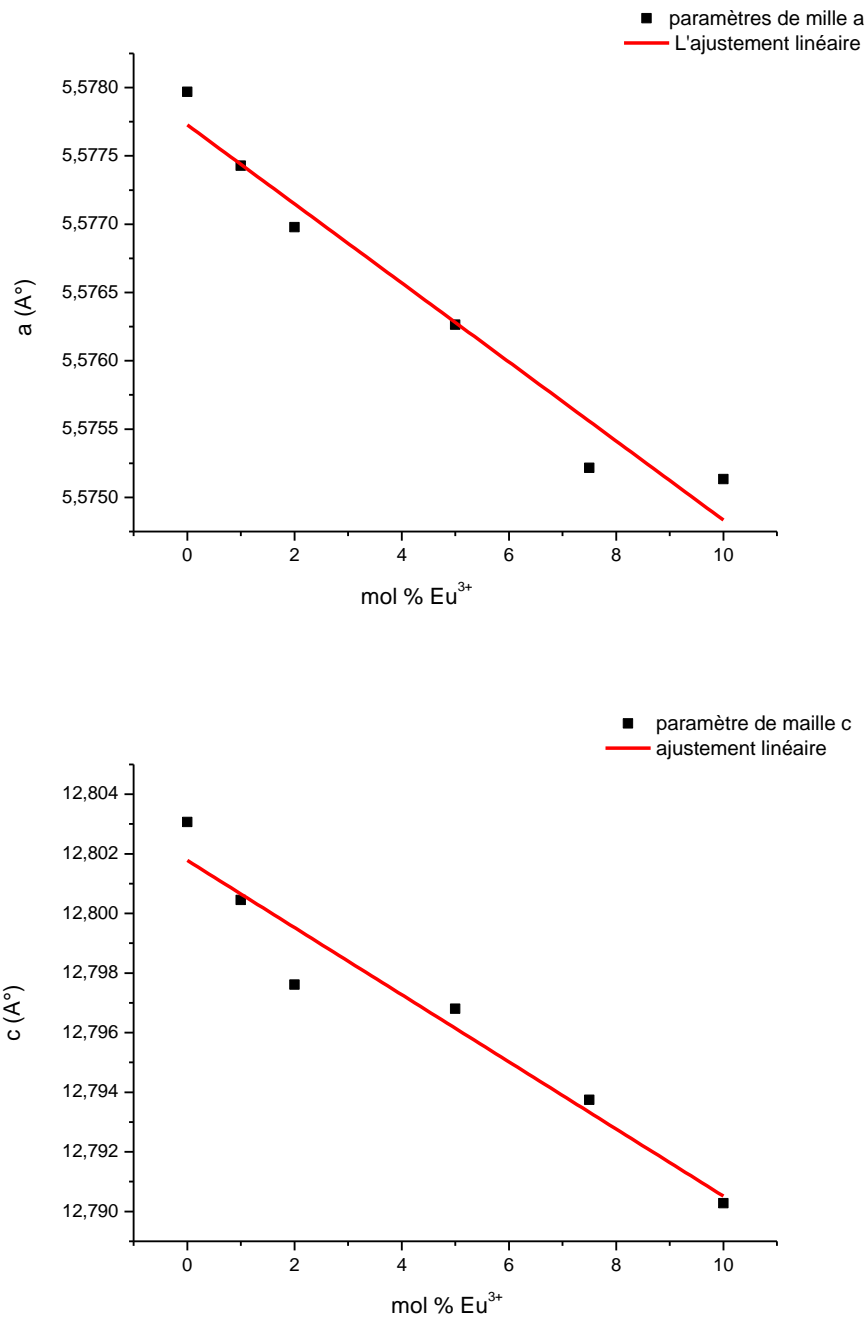 paramètres de mille a
L'ajustement linéaire
5,5780
5,5775
5,5770
5,5765
5,5760
5,5755
5,5750
a (A°)
0 2 4 6 8 10
mol % Eu³⁺
paramètre de maille c
ajustement linéaire
12,804
12,802
12,800
12,798
12,796
12,794
12,792
12,790
c (A°)
0 2 4 6 8 10
mol % Eu³⁺